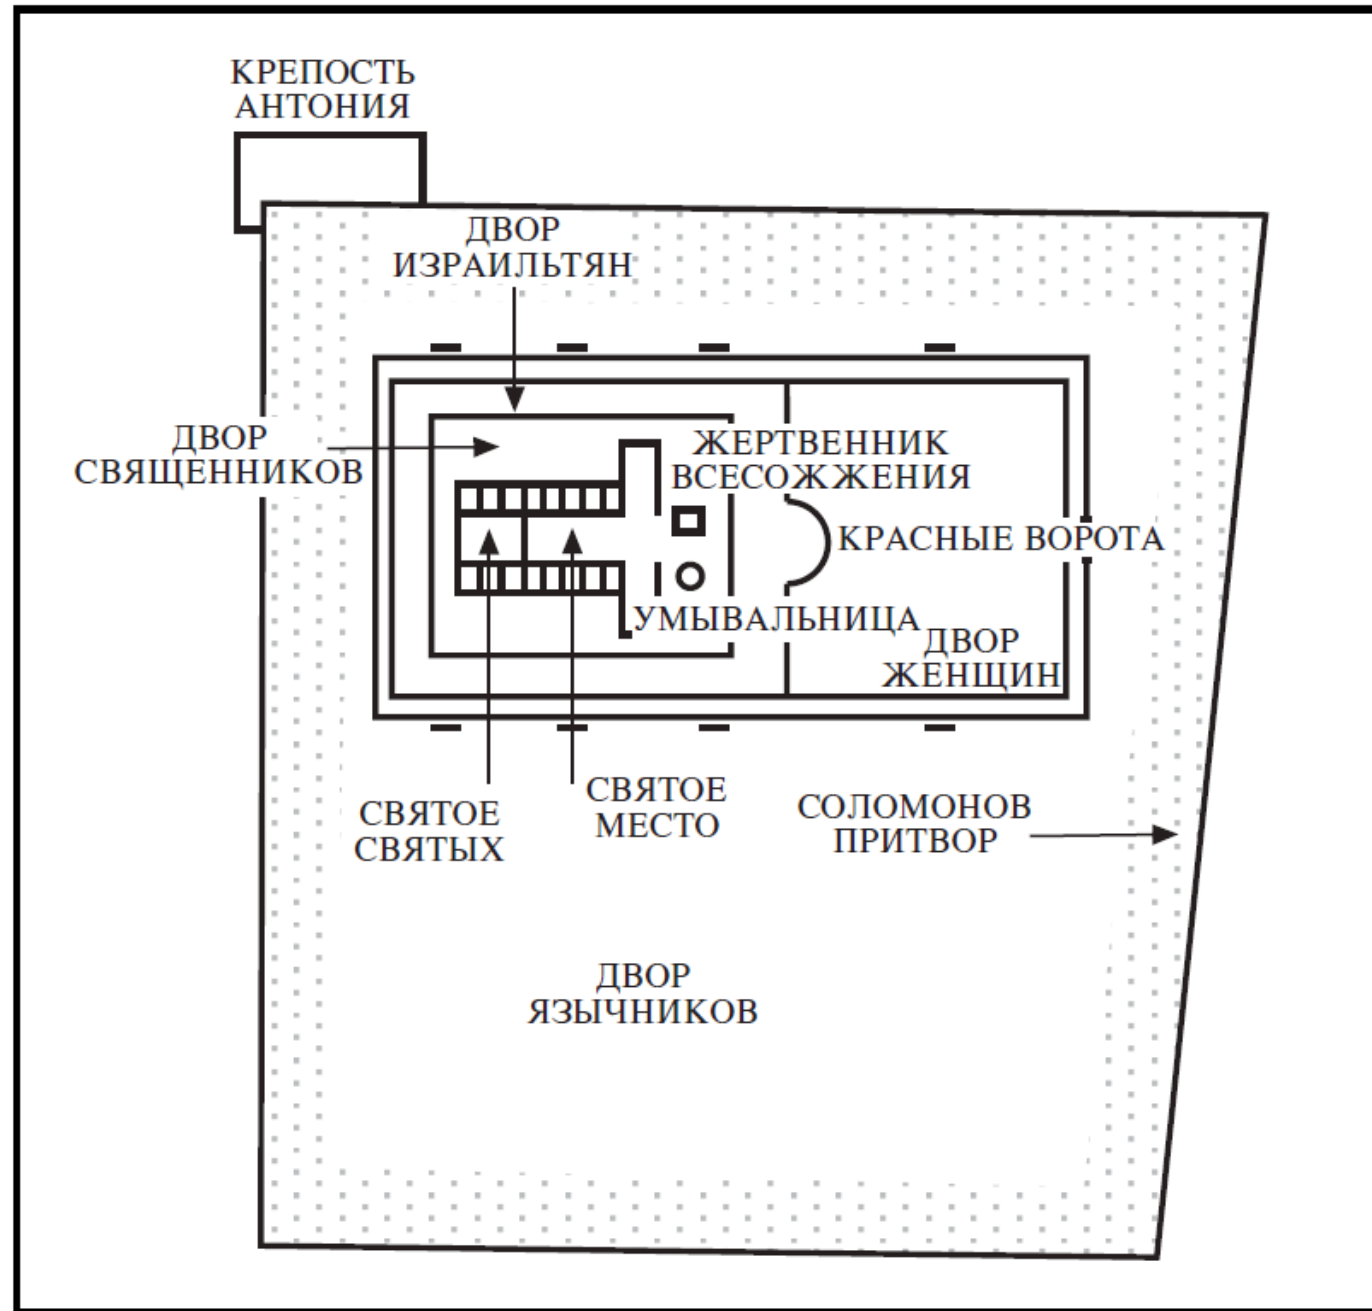 КРЕПОСТЬ
АНТОНИЯ
ДВОР
ИЗРАИЛЬТЯН
ДВОР
СВЯЩЕННИКОВ
ЖЕРТВЕННИК
ВСЕСОЖЖЕНИЯ
КРАСНЫЕ ВОРОТА
УМЫВАЛЬНИЦА
ДВОР
ЖЕНЩИН
СВЯТОЕ
СВЯТЫХ
СВЯТОЕ
МЕСТО
СОЛОМОНОВ
ПРИТВОР
ДВОР
ЯЗЫЧНИКОВ